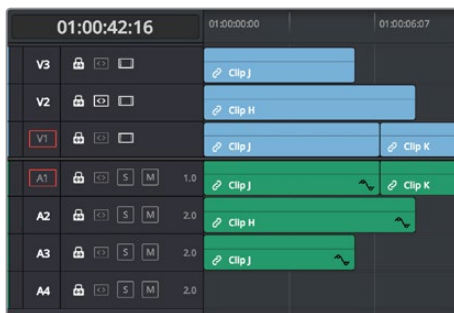 01:00:42:16 01:00:00:00 01:00:06:07
V3 Clip J
V2 Clip H
V1 Clip J Clip K
A1 S M 1.0 Clip J Clip K
A2 S M 2.0 Clip H
A3 S M 2.0 Clip J
A4 S M 2.0